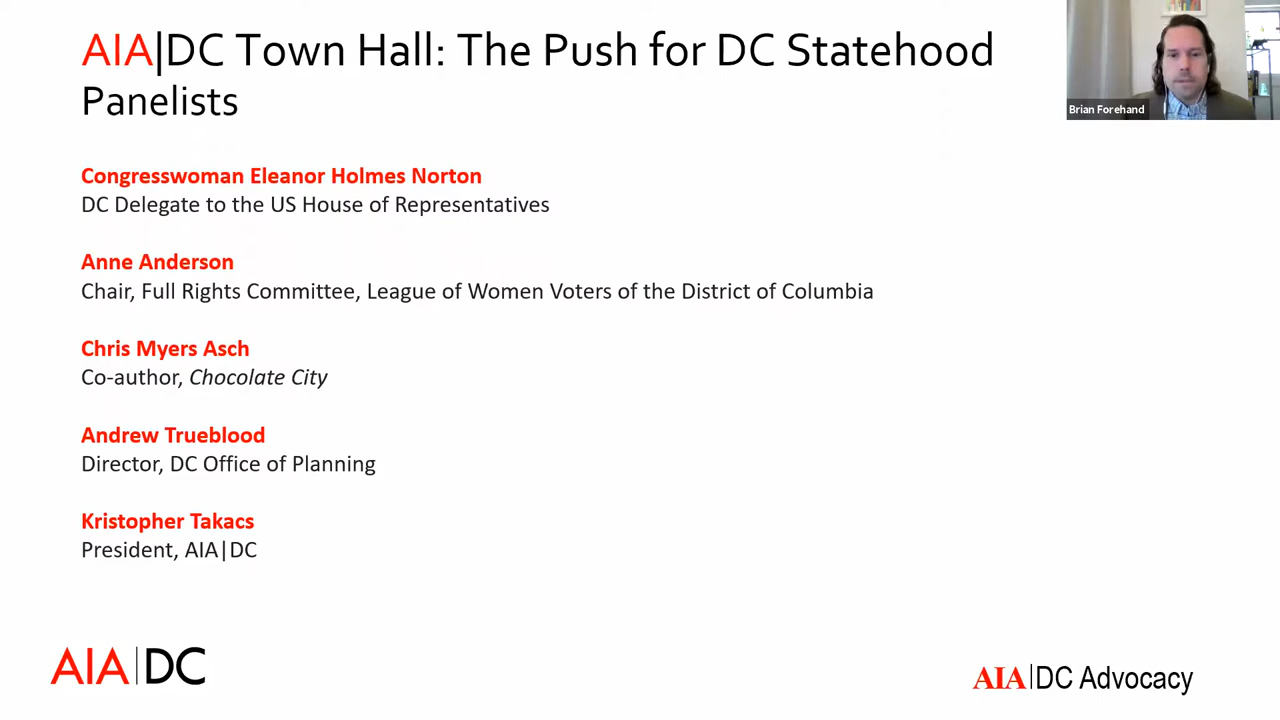 AIA|DC Town Hall: The Push for DC Statehood
Panelists
Brian Forehand
Congresswoman Eleanor Holmes Norton
DC Delegate to the US House of Representatives
Anne Anderson
Chair, Full Rights Committee, League of Women Voters of the District of Columbia
Chris Myers Asch
Co-author, Chocolate City
Andrew Trueblood
Director, DC Office of Planning
Kristopher Takacs
President, AIA|DC
AIA|DC
AIA|DC Advocacy